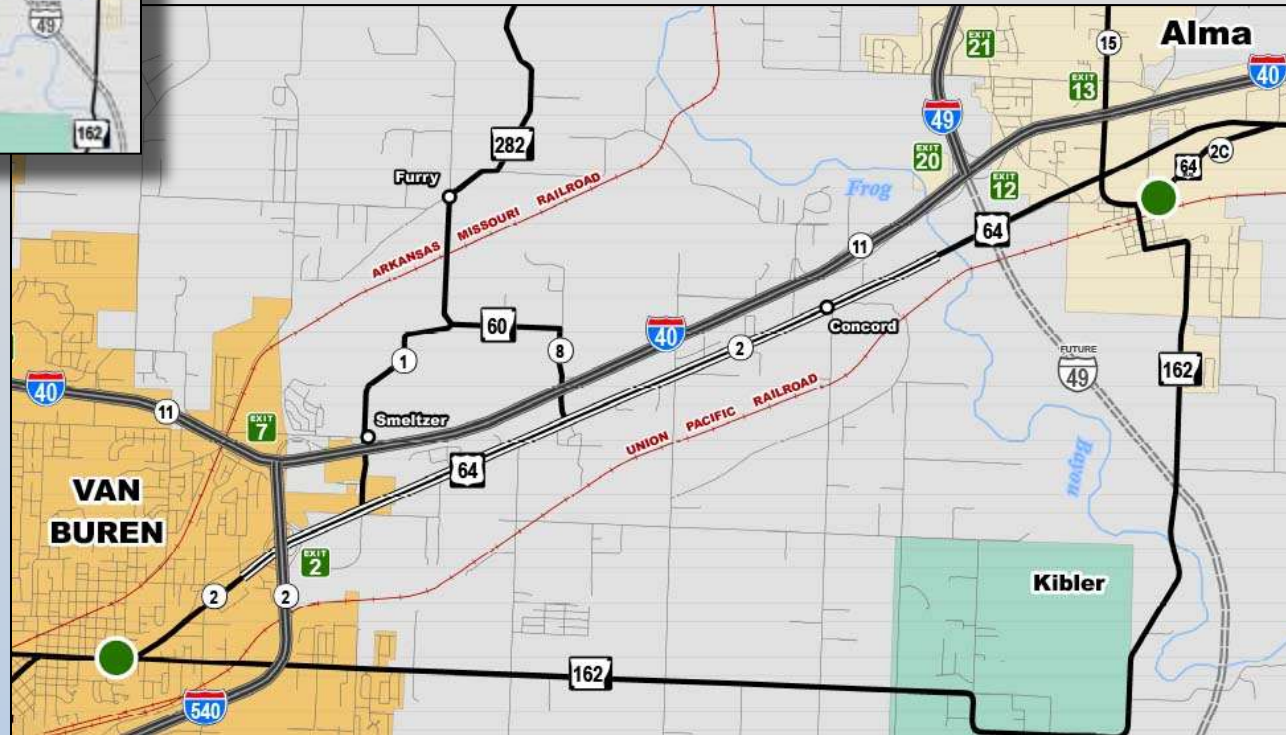 49
162
EXIT
21
15
Alma
40
EXIT
13
49
282
EXIT
20
64
2C
Furry
EXIT
12
Frog
ARKANSAS MISSOURI RAILROAD
64
11
60
Concord
40
1
8
2
FUTURE
49
162
40
11
EXIT
7
Smeltzer
UNION PACIFIC RAILROAD
64
Bayou
VAN
BUREN
EXIT
2
Kibler
2
2
162
540